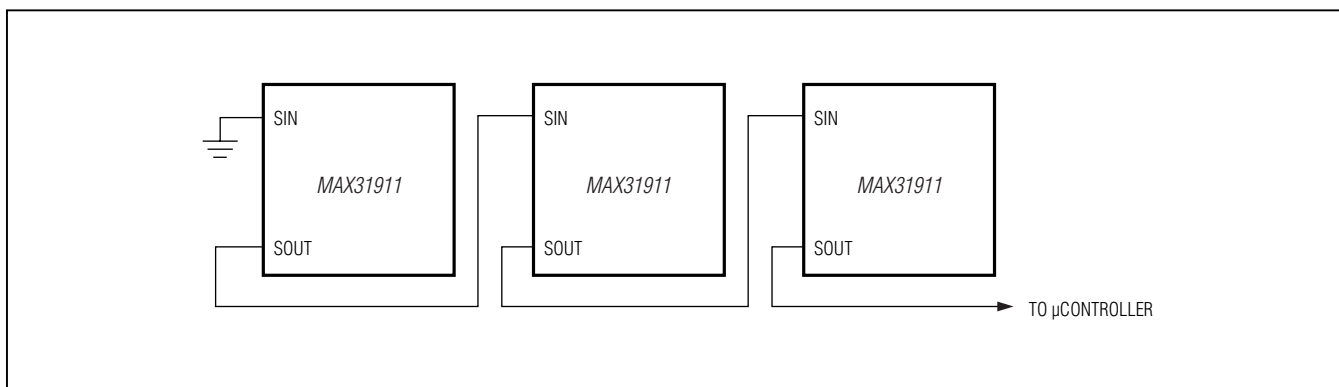 SIN
MAX31911
SOUT
SIN
MAX31911
SOUT
SIN
MAX31911
SOUT
TO µCONTROLLER